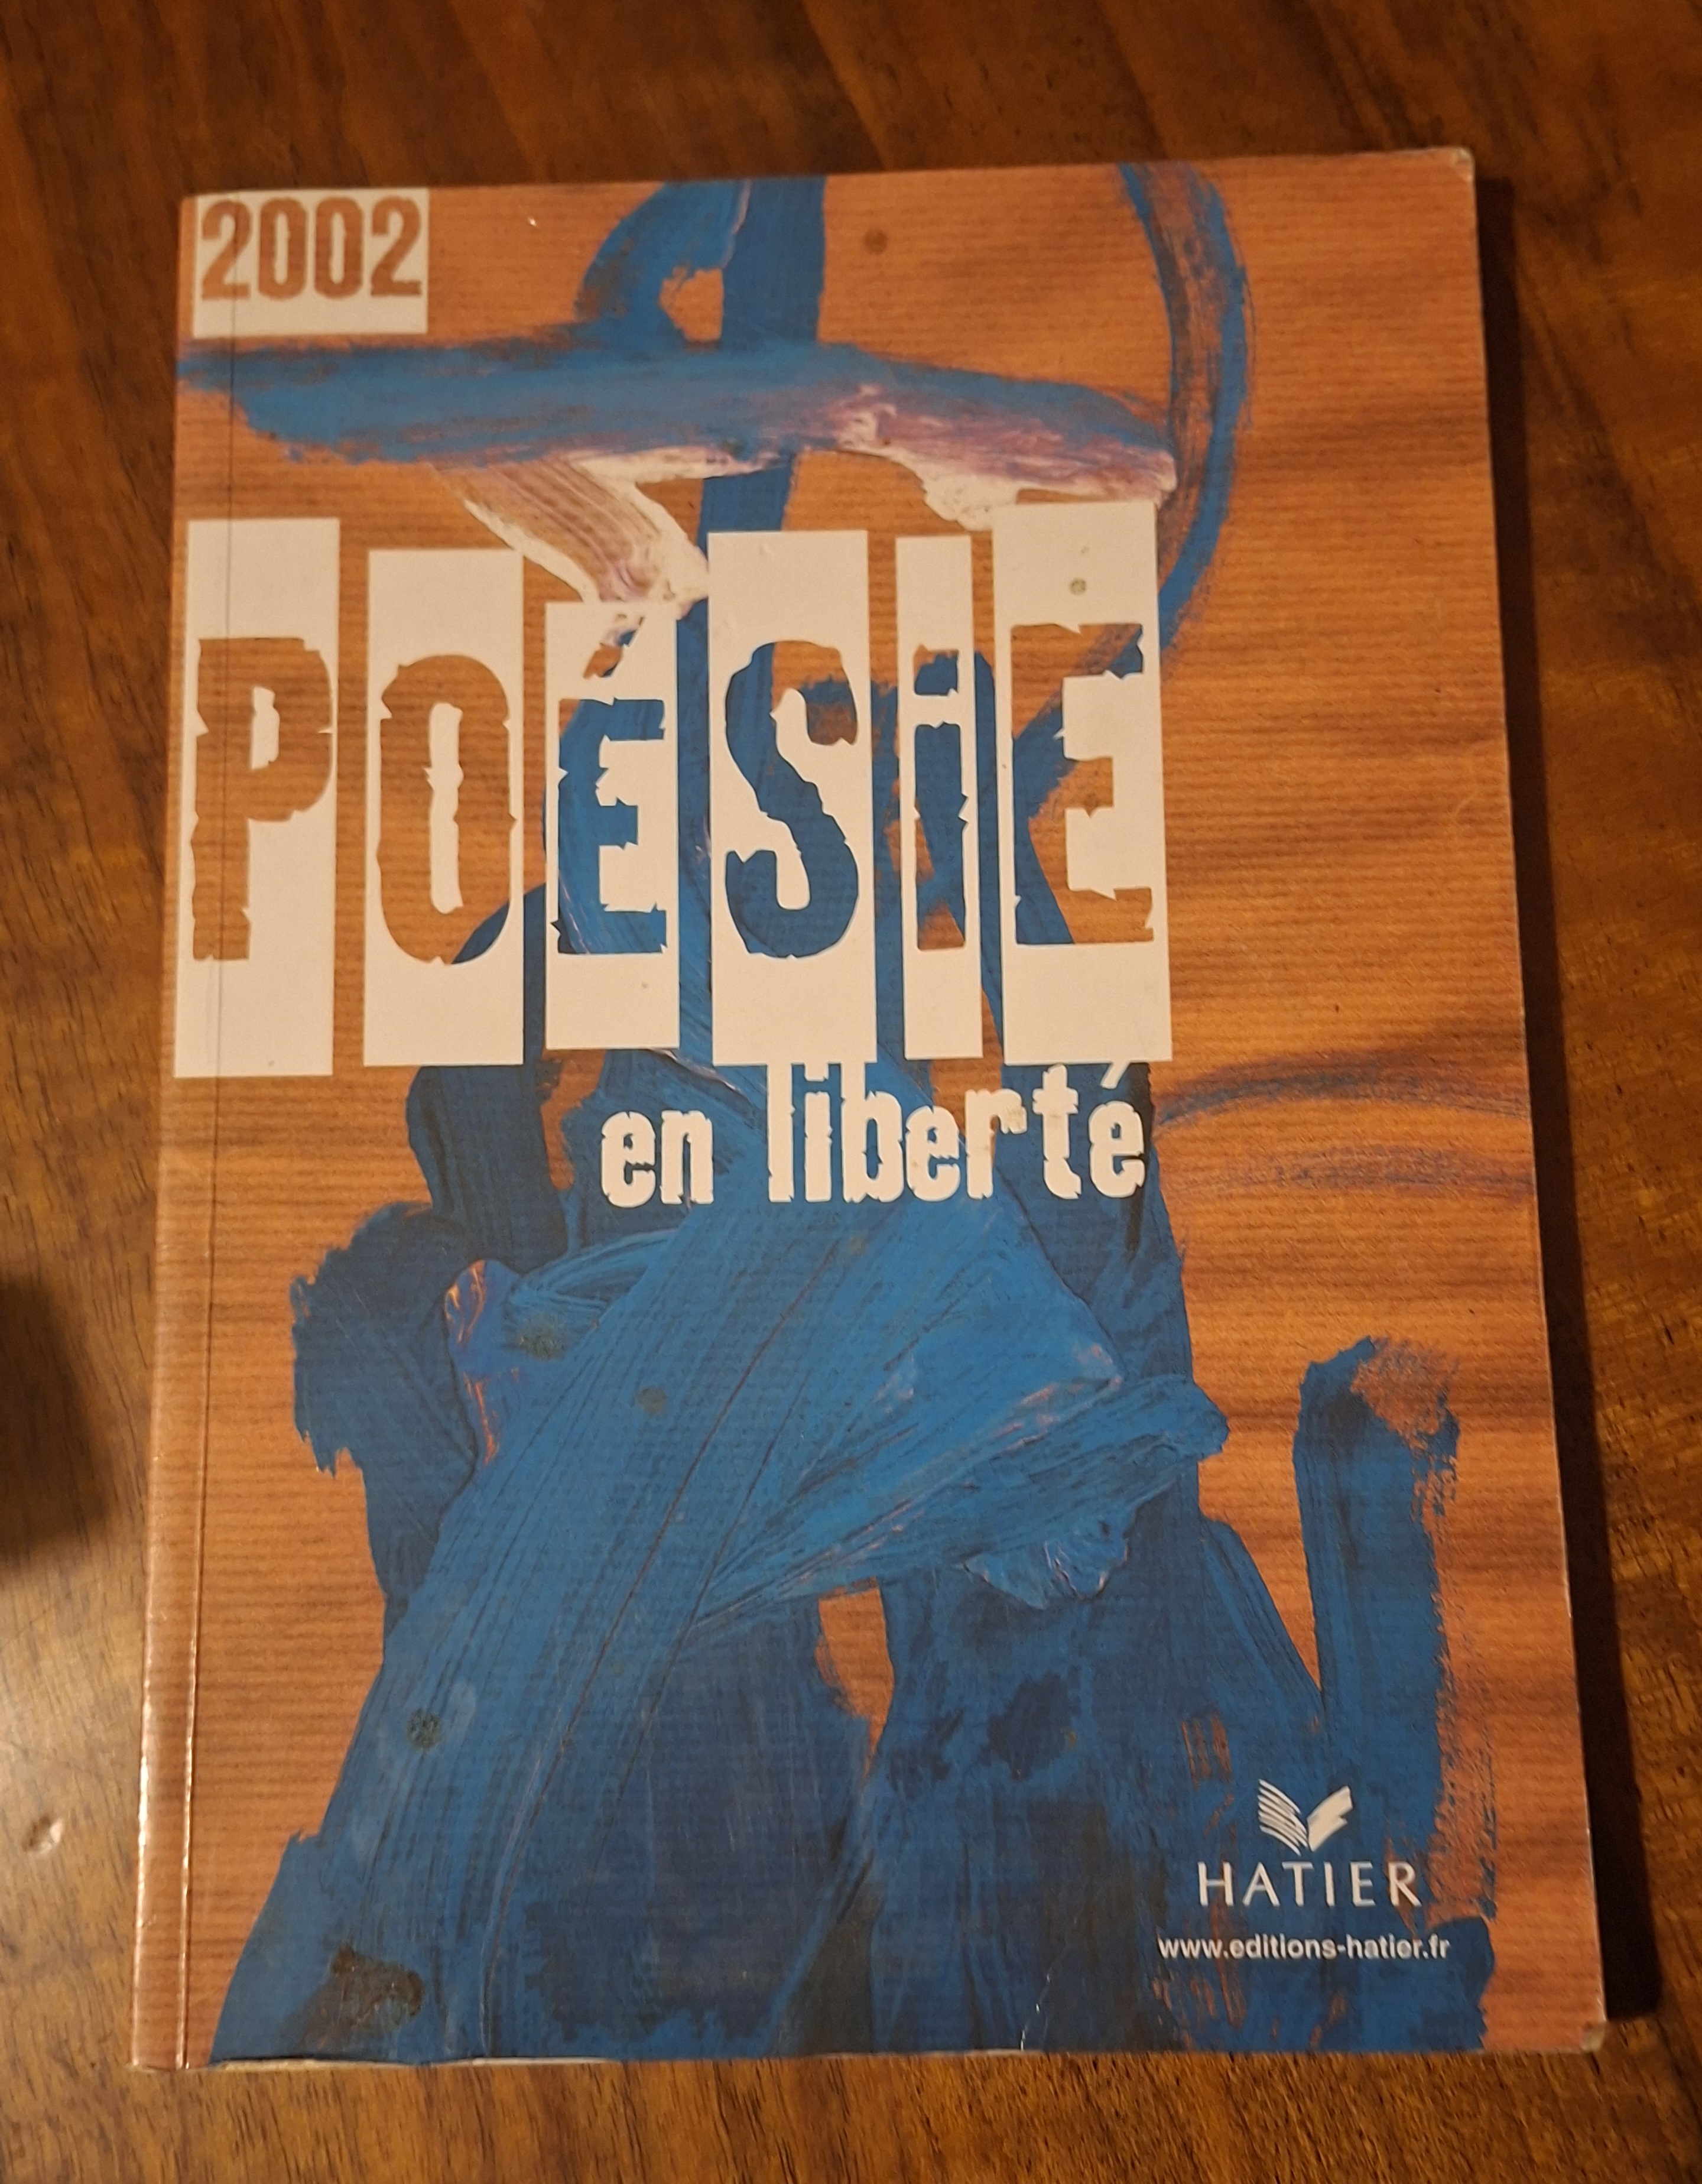 2002
POÉSiE
en liberté
HATIER
www.editions-hatier.fr